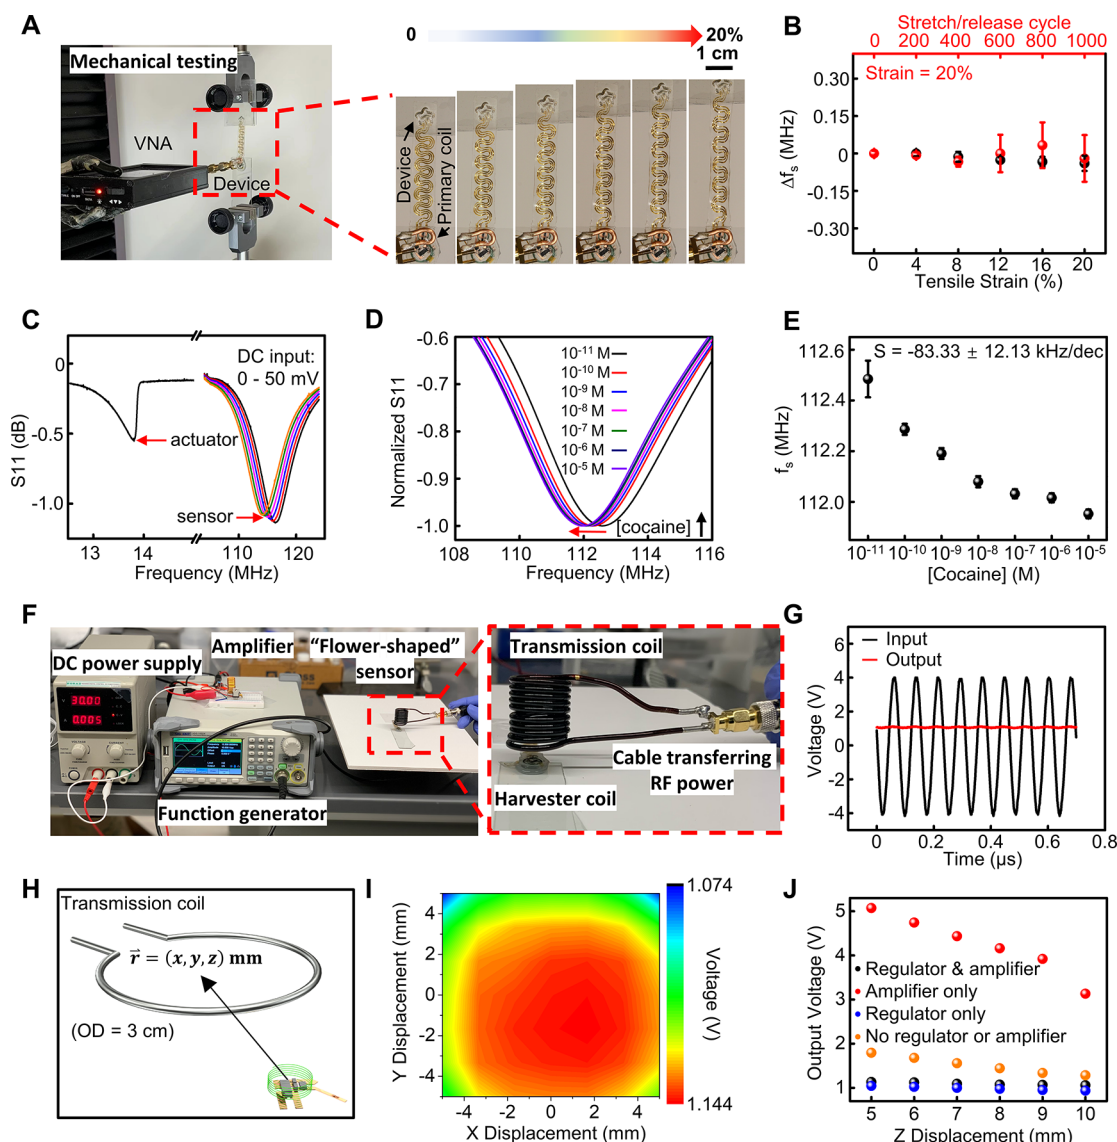 A
Mechanical testing
VNA
Device
0
20%
1 cm
Device
Primary coil
B
Stretch/release cycle
0 200 400 600 800 1000
Strain = 20%
0.30
0.15
0
-0.15
-0.30
Δfs (MHz)
0 4 8 12 16 20
Tensile Strain (%)
C
DC input:
0 - 50 mV
0
-0.5
-1.0
S11 (dB)
actuator
sensor
13 14 110 120
Frequency (MHz)
D
-0.6
-0.7
-0.8
-0.9
-1.0
Normalized S11
10-11 M
10-10 M
10-9 M
10-8 M
10-7 M
10-6 M
10-5 M
[cocaine]
108 110 112 114 116
Frequency (MHz)
E
S = -83.33 ± 12.13 kHz/dec
112.6
112.4
112.2
112.0
fs (MHz)
10-11 10-10 10-9 10-8 10-7 10-6 10-5
[Cocaine] (M)
F
Amplifier
"Flower-shaped"
sensor
DC power supply
30.00
0.005
Function generator
Transmission coil
Cable transferring
RF power
Harvester coil
G
Input
Output
6
4
2
0
-2
-4
Voltage (V)
0 0.2 0.4 0.6 0.8
Time (µs)
H
Transmission coil
r = (x, y, z) mm
(OD = 3 cm)
I
4
2
0
-2
-4
Y Displacement (mm)
-4 -2 0 2 4
X Displacement (mm)
1.074
Voltage (V)
1.144
J
5
4
3
2
1
Output Voltage (V)
Regulator & amplifier
Amplifier only
Regulator only
No regulator or amplifier
5 6 7 8 9 10
Z Displacement (mm)